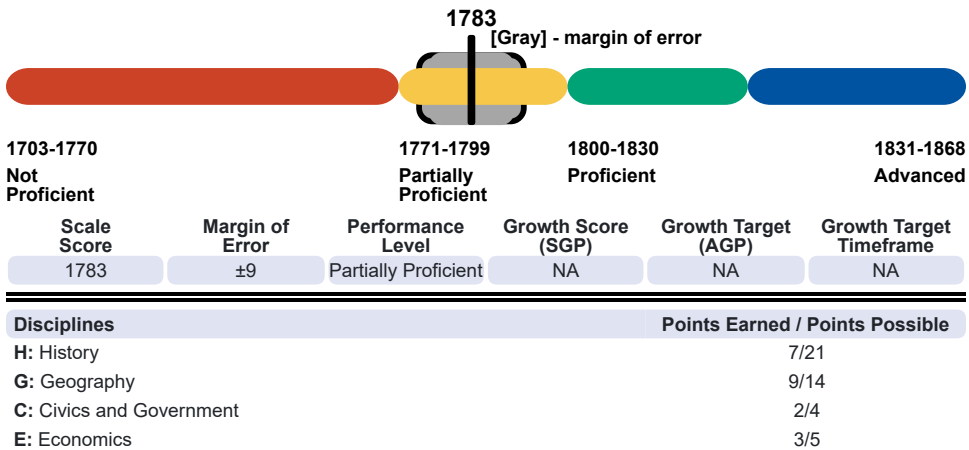 1783
[Gray] - margin of error
1703-1770 1771-1799 1800-1830 1831-1868
Not Partially Proficient Advanced
Proficient Proficient
Scale Margin of Performance Growth Score Growth Target Growth Target
Score Error Level (SGP) (AGP) Timeframe
1783 ±9 Partially Proficient NA NA NA
Disciplines Points Earned / Points Possible
H: History 7/21
G: Geography 9/14
C: Civics and Government 2/4
E: Economics 3/5